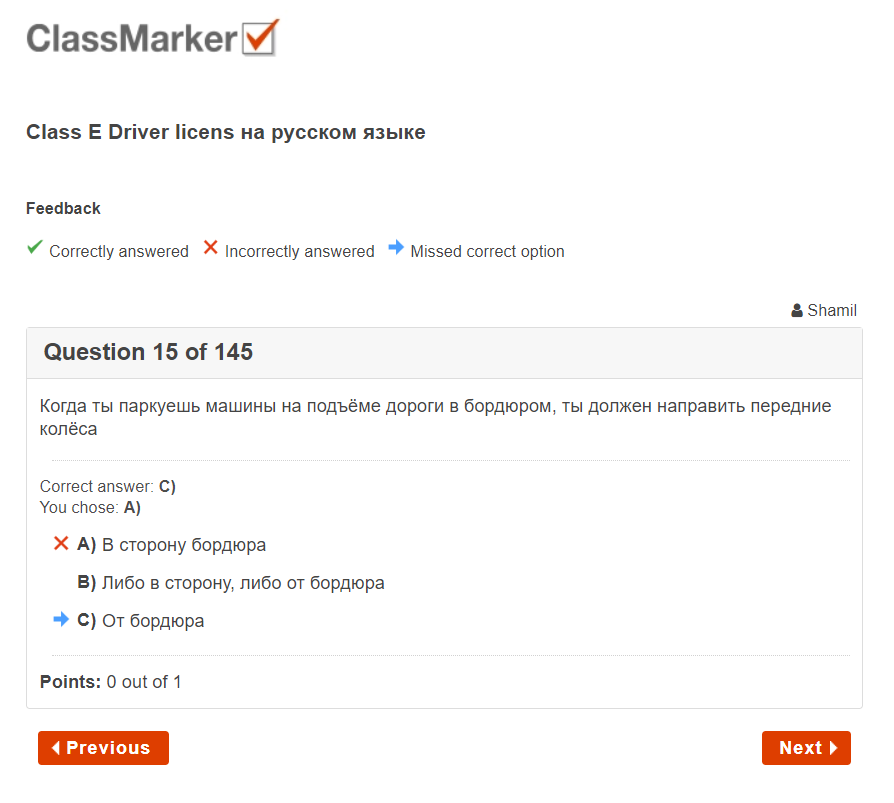 ClassMarker
Class E Driver licens на русском языке
Feedback
Correctly answered Incorrectly answered Missed correct option
Shamil
Question 15 of 145
Когда ты паркуешь машины на подъёме дороги в бордюром, ты должен направить передние
колёса
Correct answer: C)
You chose: A)
A) В сторону бордюра
B) Либо в сторону, либо от бордюра
C) От бордюра
Points: 0 out of 1
Previous Next